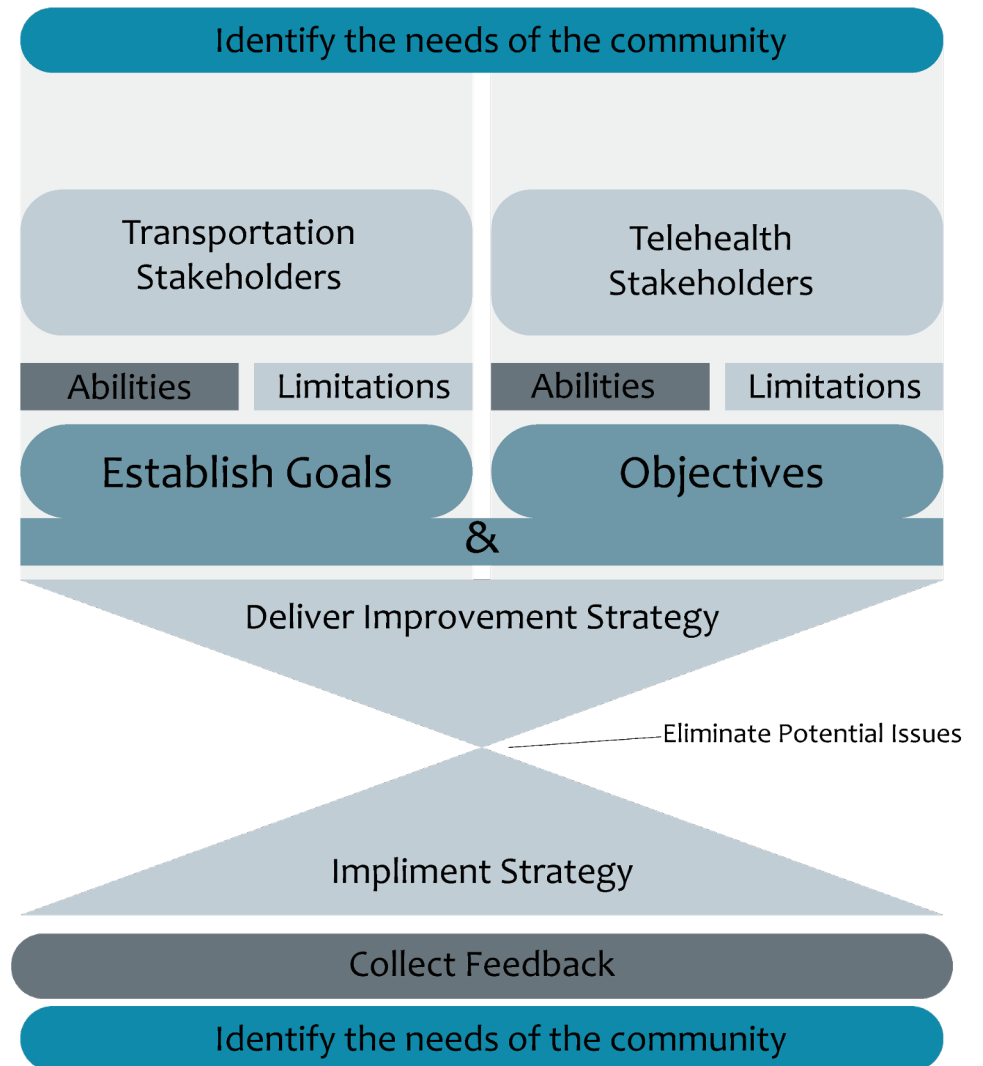 Identify the needs of the community
Transportation
Stakeholders
Telehealth
Stakeholders
Abilities
Limitations
Abilities
Limitations
Establish Goals
Objectives
&
Deliver Improvement Strategy
Eliminate Potential Issues
Impliment Strategy
Collect Feedback
Identify the needs of the community